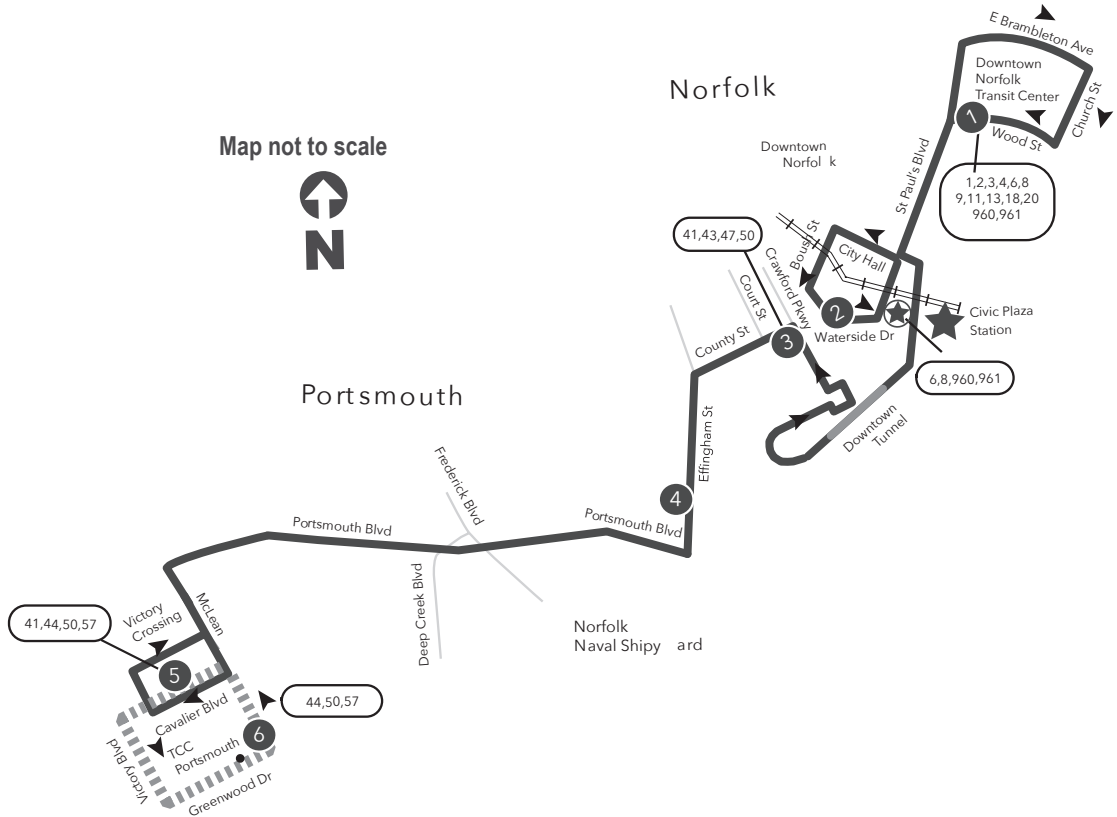 E Brambleton Ave
Downtown
Norfolk
Transit Center
Church St
1
Wood St
Norfolk
Map not to scale
N
Downtown
Norfol k
St Paul's Blvd
1,2,3,4,6,8
9,11,13,18,20
960,961
41,43,47,50
Boush St
City Hall
Crawford Pkwy
Court St
2
Civic Plaza
Station
County St
3
Waterside Dr
6,8,960,961
Portsmouth
Effingham St
Downtown
Tunnel
Frederick Blvd
4
Portsmouth Blvd
Portsmouth Blvd
Deep Creek Blvd
McLean
Victory
Crossing
41,44,50,57
Norfolk
Naval Shipy ard
5
44,50,57
Cavalier Blvd
6
TCC
Portsmouth
Victory Blvd
Greenwood Dr